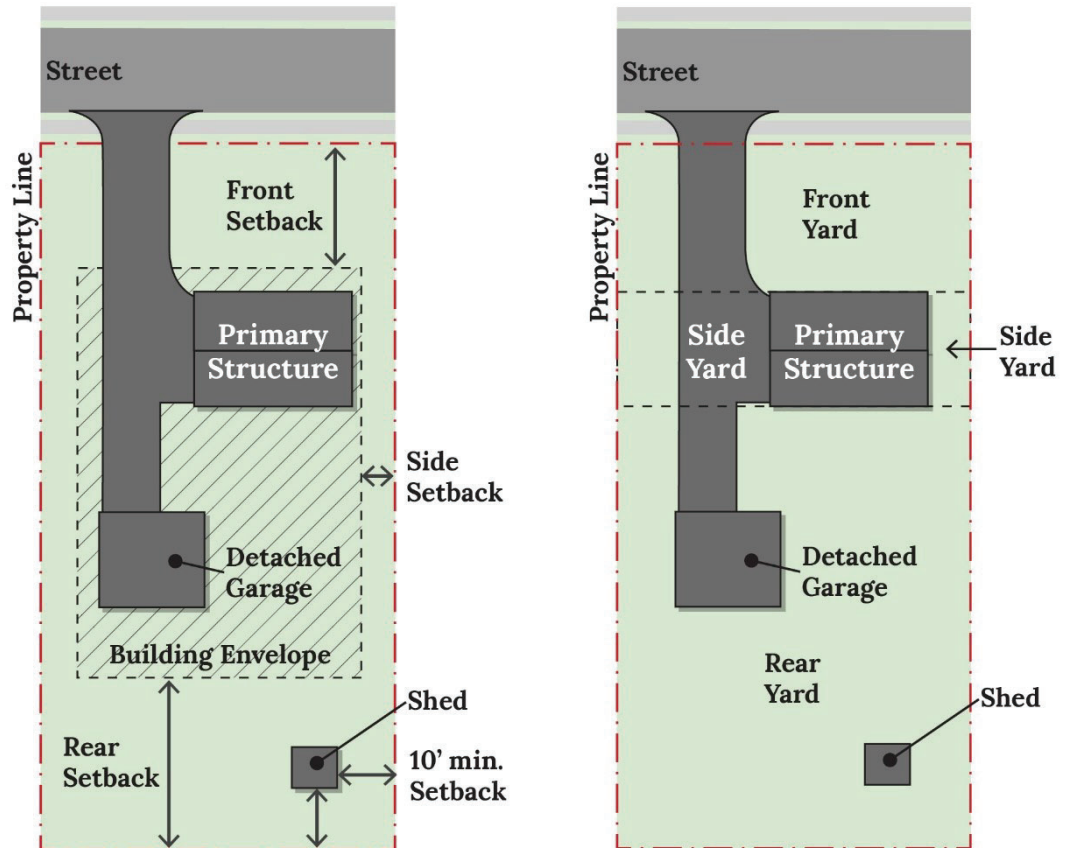 Street
Property Line
Front
Setback
Primary
Structure
Side
Setback
Detached
Garage
Building Envelope
Shed
Rear
Setback
10’ min.
Setback
Street
Property Line
Front
Yard
Side
Yard
Primary
Structure
Side
Yard
Detached
Garage
Rear
Yard
Shed